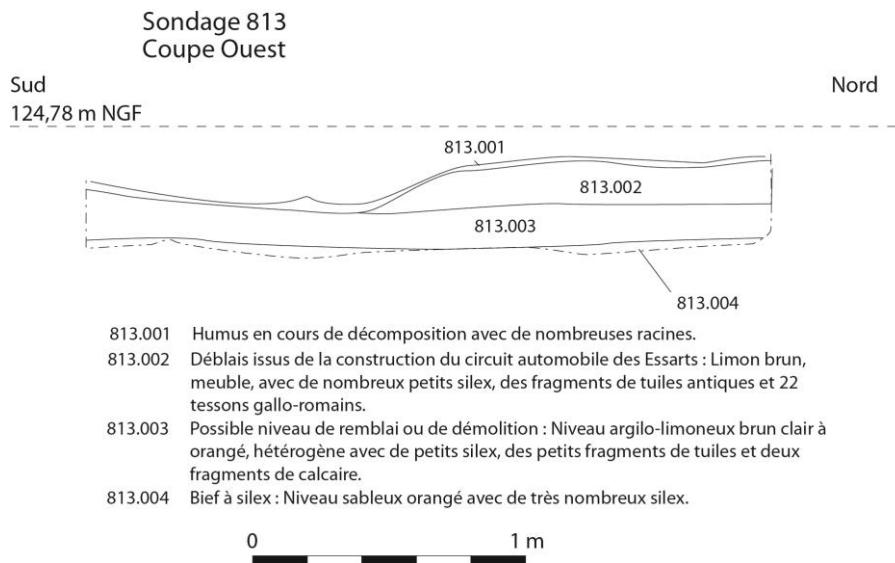 Sondage 813
Coupe Ouest
Sud
Nord
124,78 m NGF
813.001
813.002
813.003
813.004
813.001 Humus en cours de décomposition avec de nombreuses racines.
813.002 Déblais issus de la construction du circuit automobile des Essarts : Limon brun,
meuble, avec de nombreux petits silex, des fragments de tuiles antiques et 22
tessons gallo-romains.
813.003 Possible niveau de remblai ou de démolition : Niveau argilo-limoneux brun clair à
orangé, hétérogène avec de petits silex, des petits fragments de tuiles et deux
fragments de calcaire.
813.004 Bief à silex : Niveau sableux orangé avec de très nombreux silex.
0 1 m